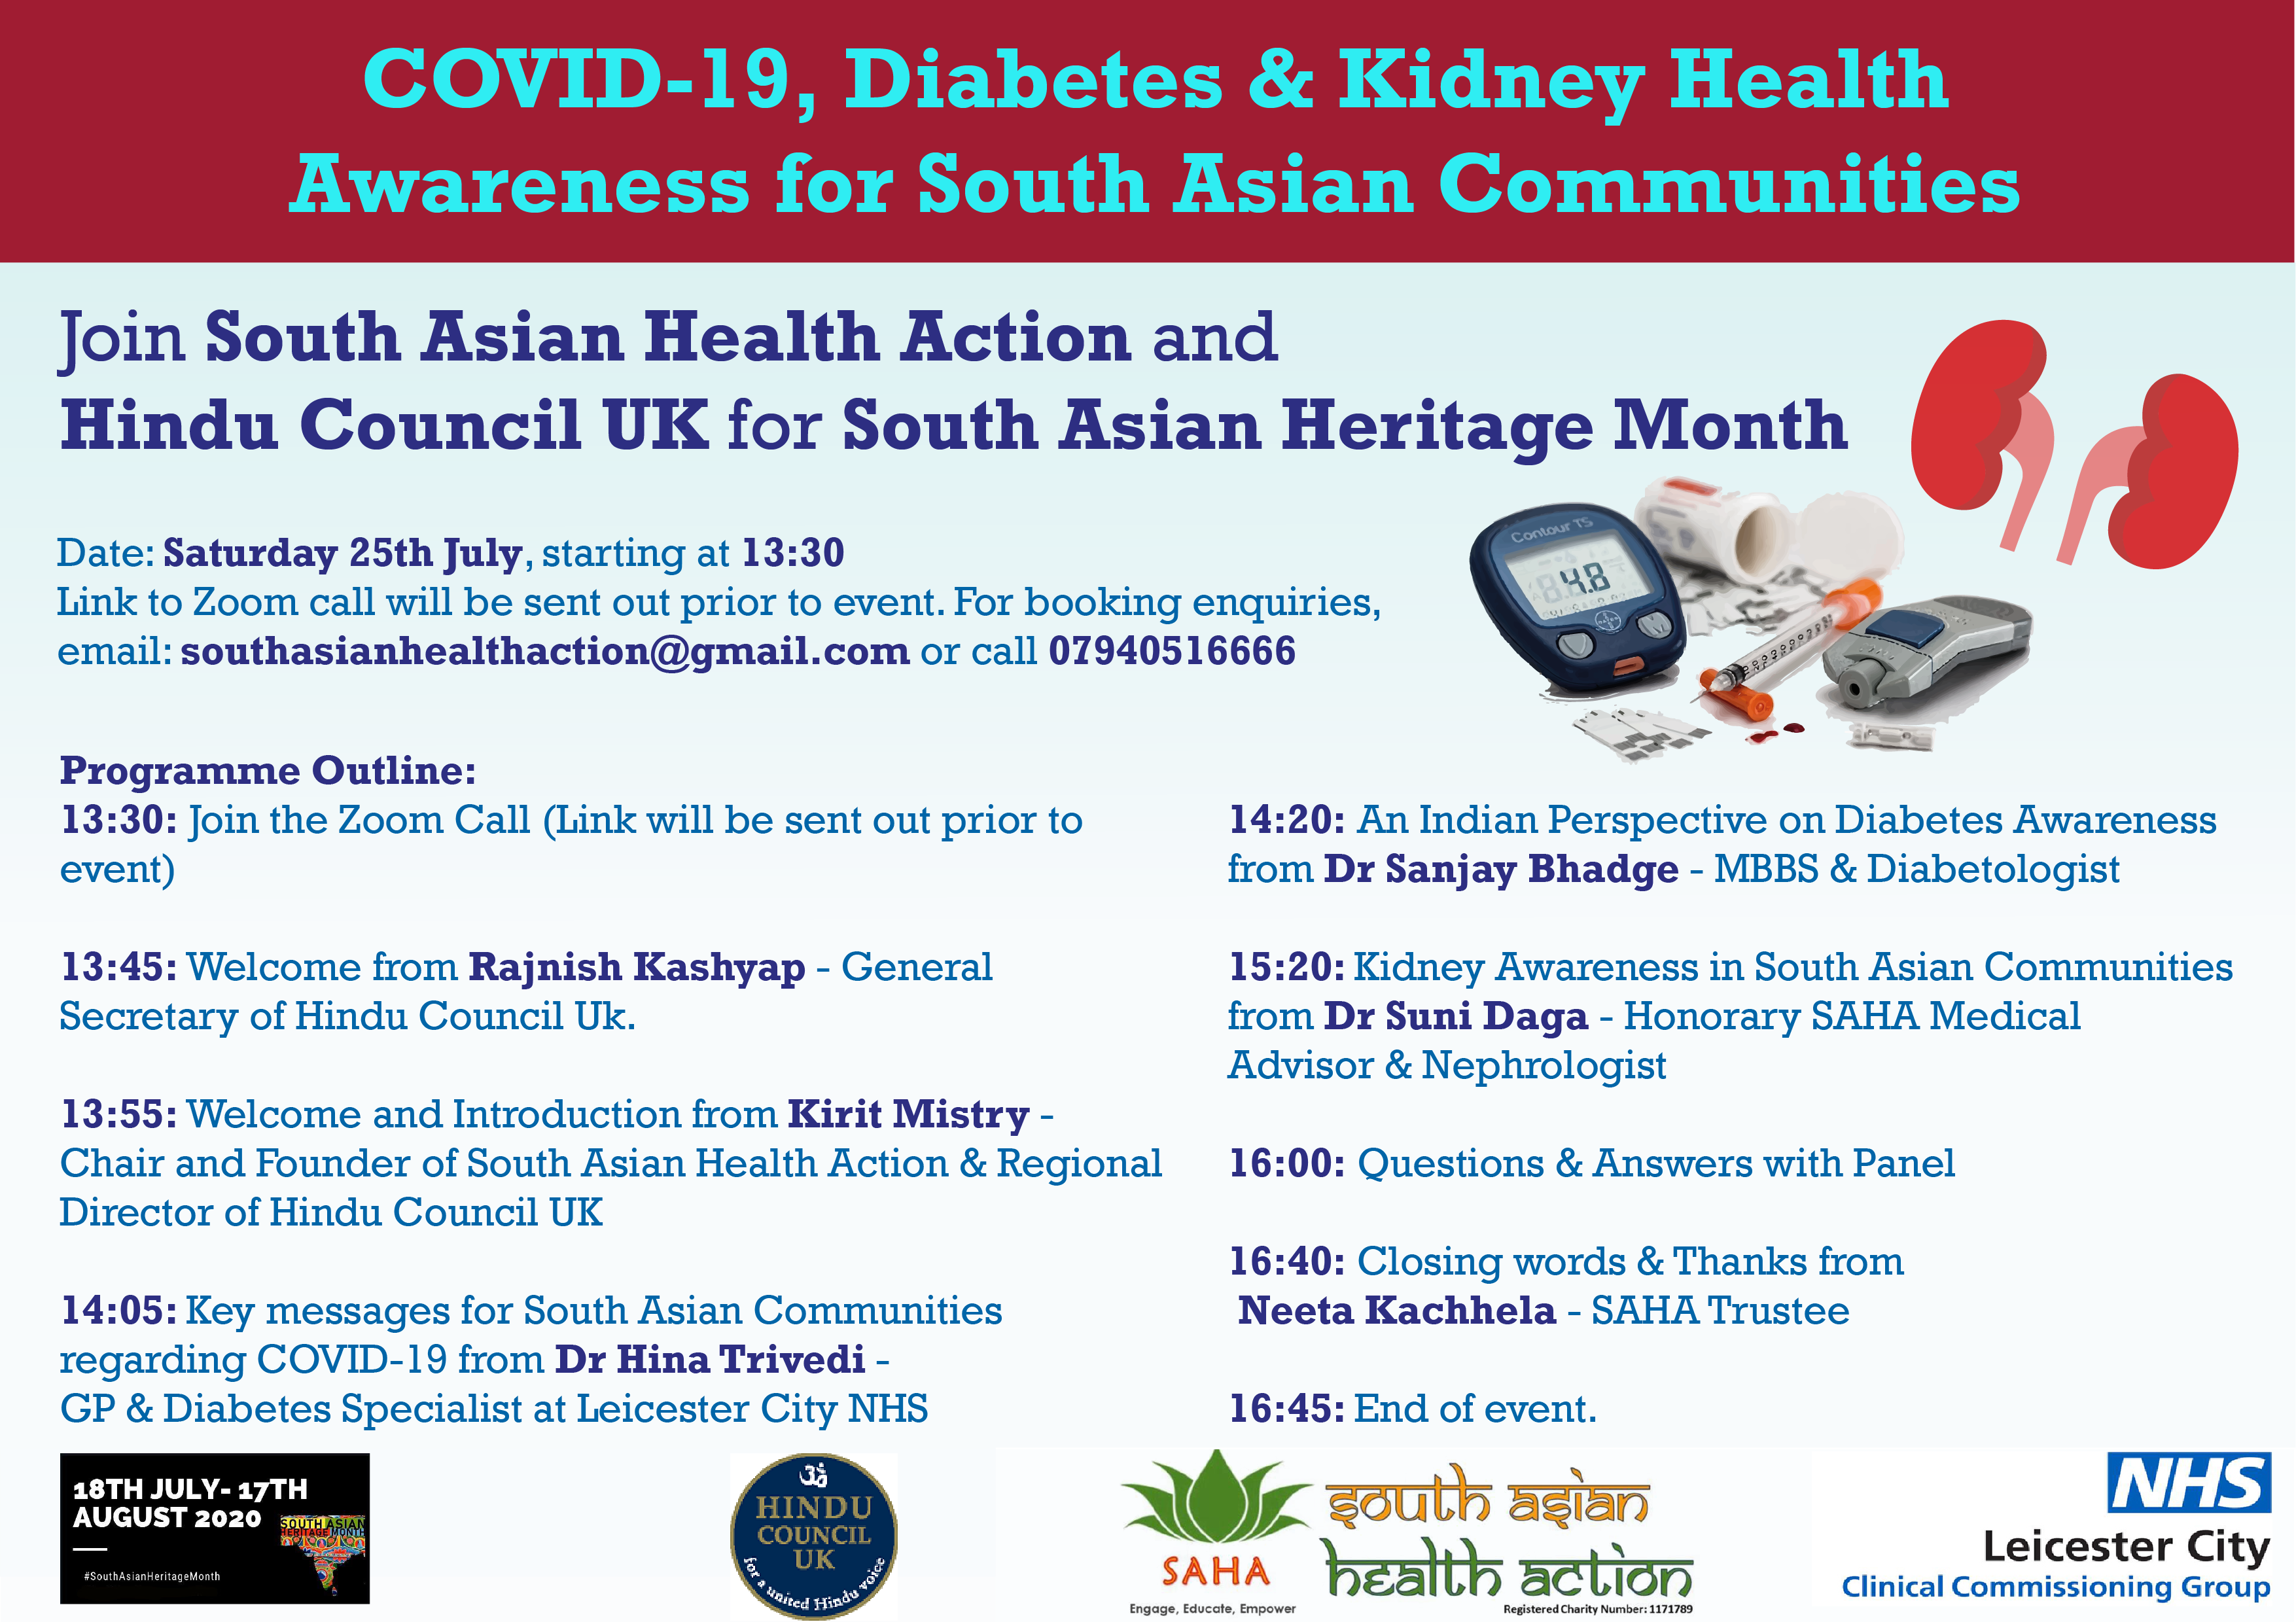 COVID-19, Diabetes & Kidney Health
Awareness for South Asian Communities
Join South Asian Health Action and
Hindu Council UK for South Asian Heritage Month
Date: Saturday 25th July, starting at 13:30
Link to Zoom call will be sent out prior to event. For booking enquiries,
email: southasianhealthaction@gmail.com or call 07940516666
Contour TS
4.8
BAYER
Programme Outline:
13:30: Join the Zoom Call (Link will be sent out prior to
event)
13:45: Welcome from Rajnish Kashyap - General
Secretary of Hindu Council Uk.
13:55: Welcome and Introduction from Kirit Mistry -
Chair and Founder of South Asian Health Action & Regional
Director of Hindu Council UK
14:05: Key messages for South Asian Communities
regarding COVID-19 from Dr Hina Trivedi -
GP & Diabetes Specialist at Leicester City NHS
14:20: An Indian Perspective on Diabetes Awareness
from Dr Sanjay Bhadge - MBBS & Diabetologist
15:20: Kidney Awareness in South Asian Communities
from Dr Suni Daga - Honorary SAHA Medical
Advisor & Nephrologist
16:00: Questions & Answers with Panel
16:40: Closing words & Thanks from
Neeta Kachhela - SAHA Trustee
16:45: End of event.
18TH JULY- 17TH
AUGUST 2020
SOUTH ASIAN
HERITAGE MONTH
#SouthAsianHeritageMonth
ॐ
HINDU
COUNCIL
UK
for a united Hindu voice
SAHA
Engage, Educate, Empower
south asian
health action
Registered Charity Number: 1171789
NHS
Leicester City
Clinical Commissioning Group